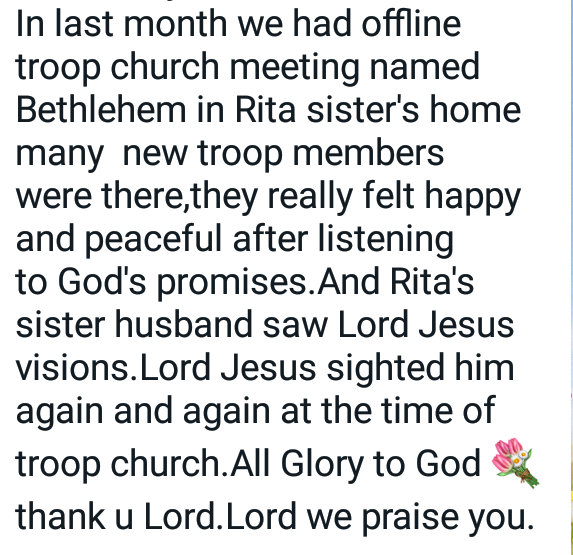 In last month we had offline
troop church meeting named
Bethlehem in Rita sister's home
many  new troop members
were there,they really felt happy
and peaceful after listening
to God's promises.And Rita's
sister husband saw Lord Jesus
visions.Lord Jesus sighted him
again and again at the time of
troop church.All Glory to God 💐
thank u Lord.Lord we praise you.